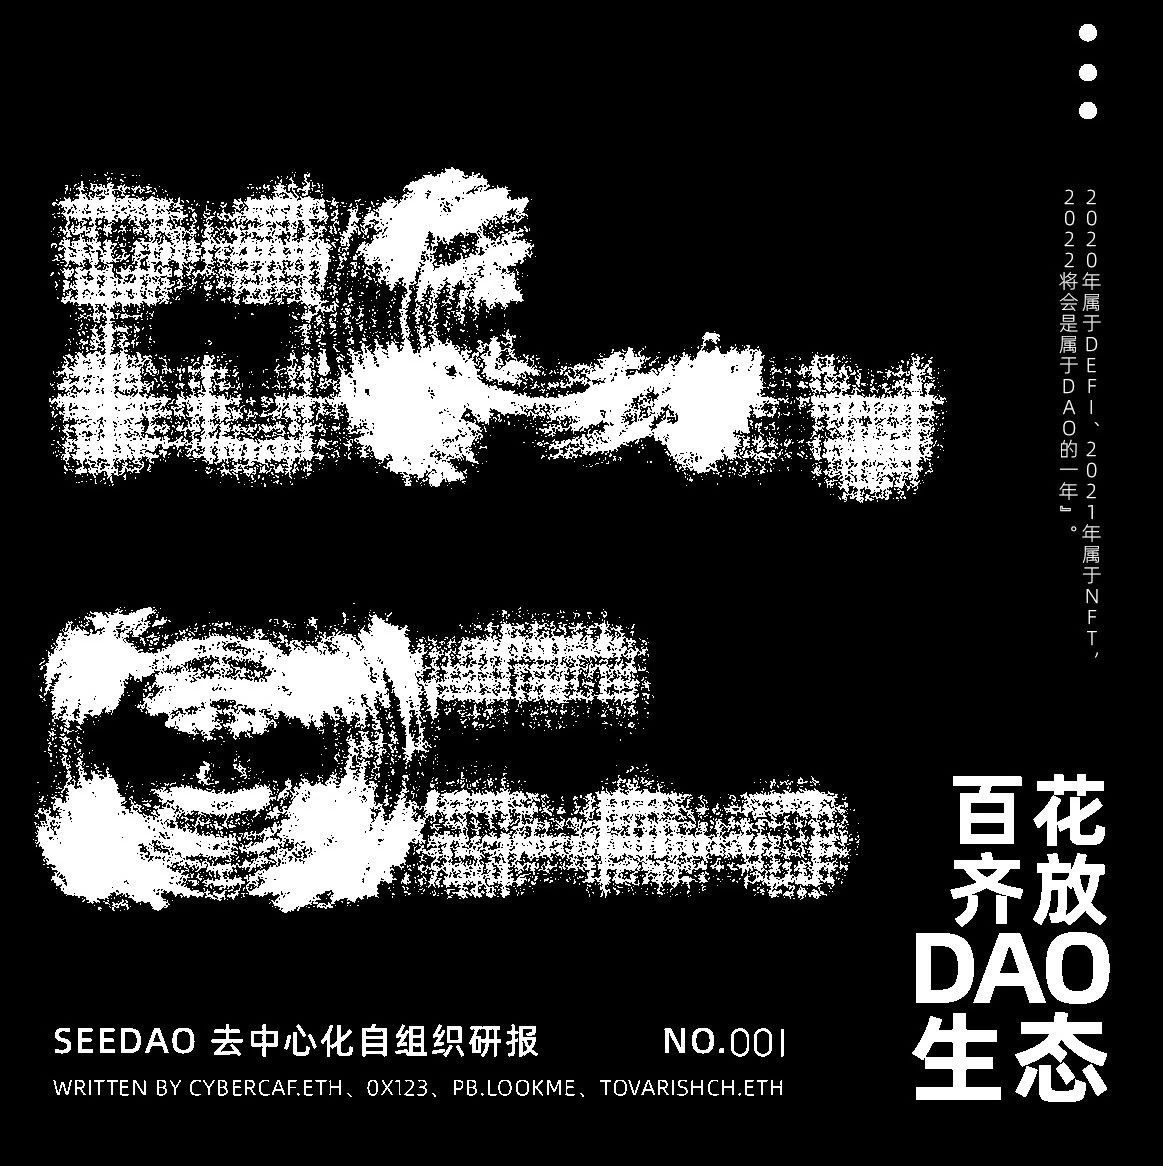 2020年属于DEFI、2021年属于NFT,
2022将会是属于DAO的一年』。
百花
齐放
DAO
生态
SEEDAO 去中心化自组织研报 NO.001
WRITTEN BY CYBERCAF.ETH、0X123、PB.LOOKME、TOVARISHCH.ETH